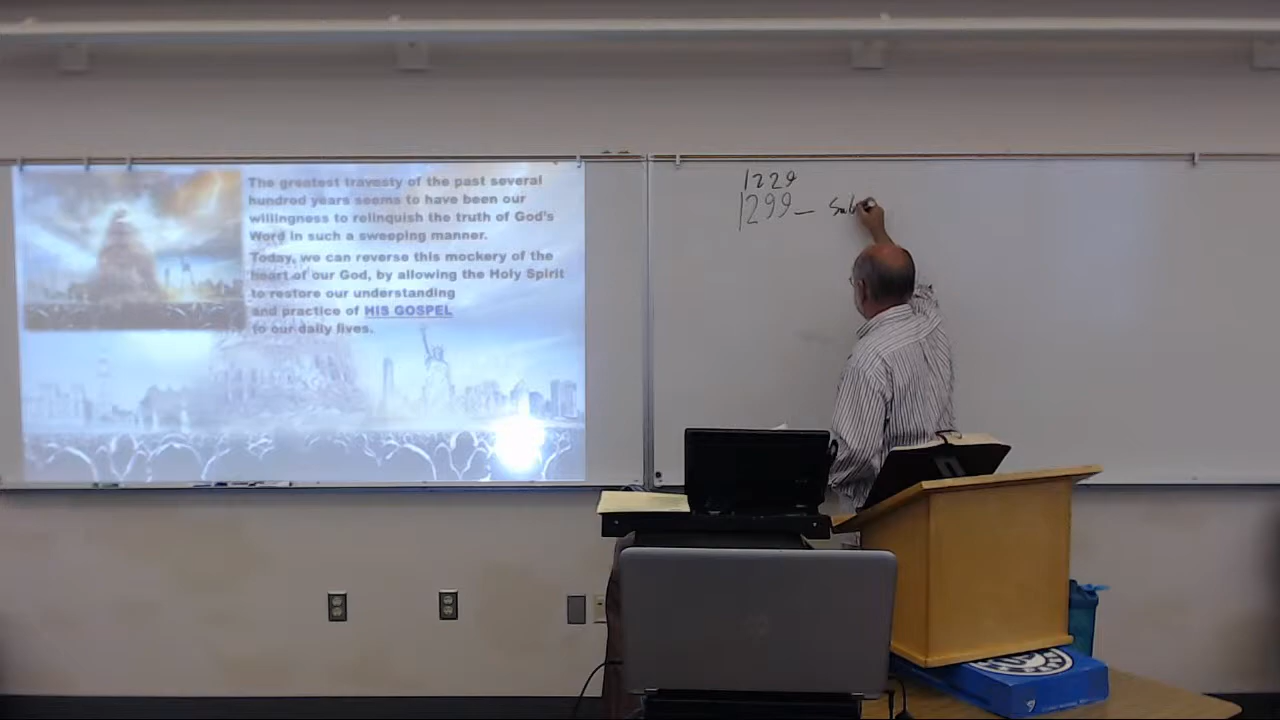 The greatest travesty of the past several
hundred years seems to have been our
willingness to relinquish the truth of God's
Word in such a sweeping manner.
Today, we can reverse this mockery of the
heart of our God, by allowing the Holy Spirit
to restore our understanding
and practice of HIS GOSPEL
to our daily lives.
1229
1299 –